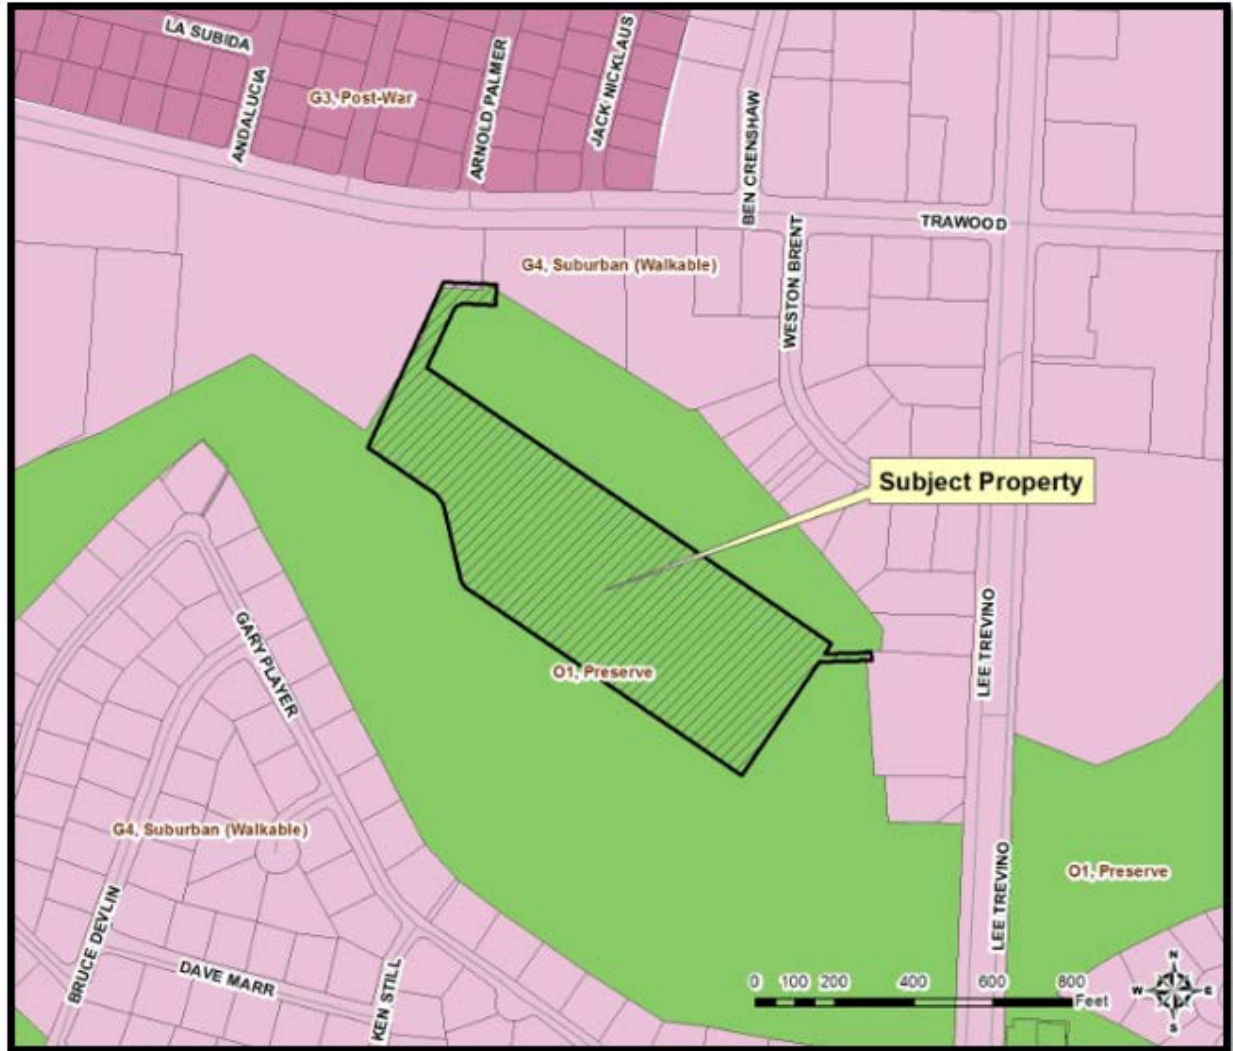 LA SUBIDA
ANDALUCIA
G3, Post-War
ARNOLD PALMER
JACK NICKLAUS
BEN CRENSHAW
TRAWOOD
WESTON BRENT
G4, Suburban (Walkable)
Subject Property
GARY PLAYER
O1, Preserve
LEE TREVINO
G4, Suburban (Walkable)
BRUCE DEVLIN
DAVE MARR
KEN STILL
LEE TREVINO
O1, Preserve
0 100 200 400 600 800
Feet
N
W E
S